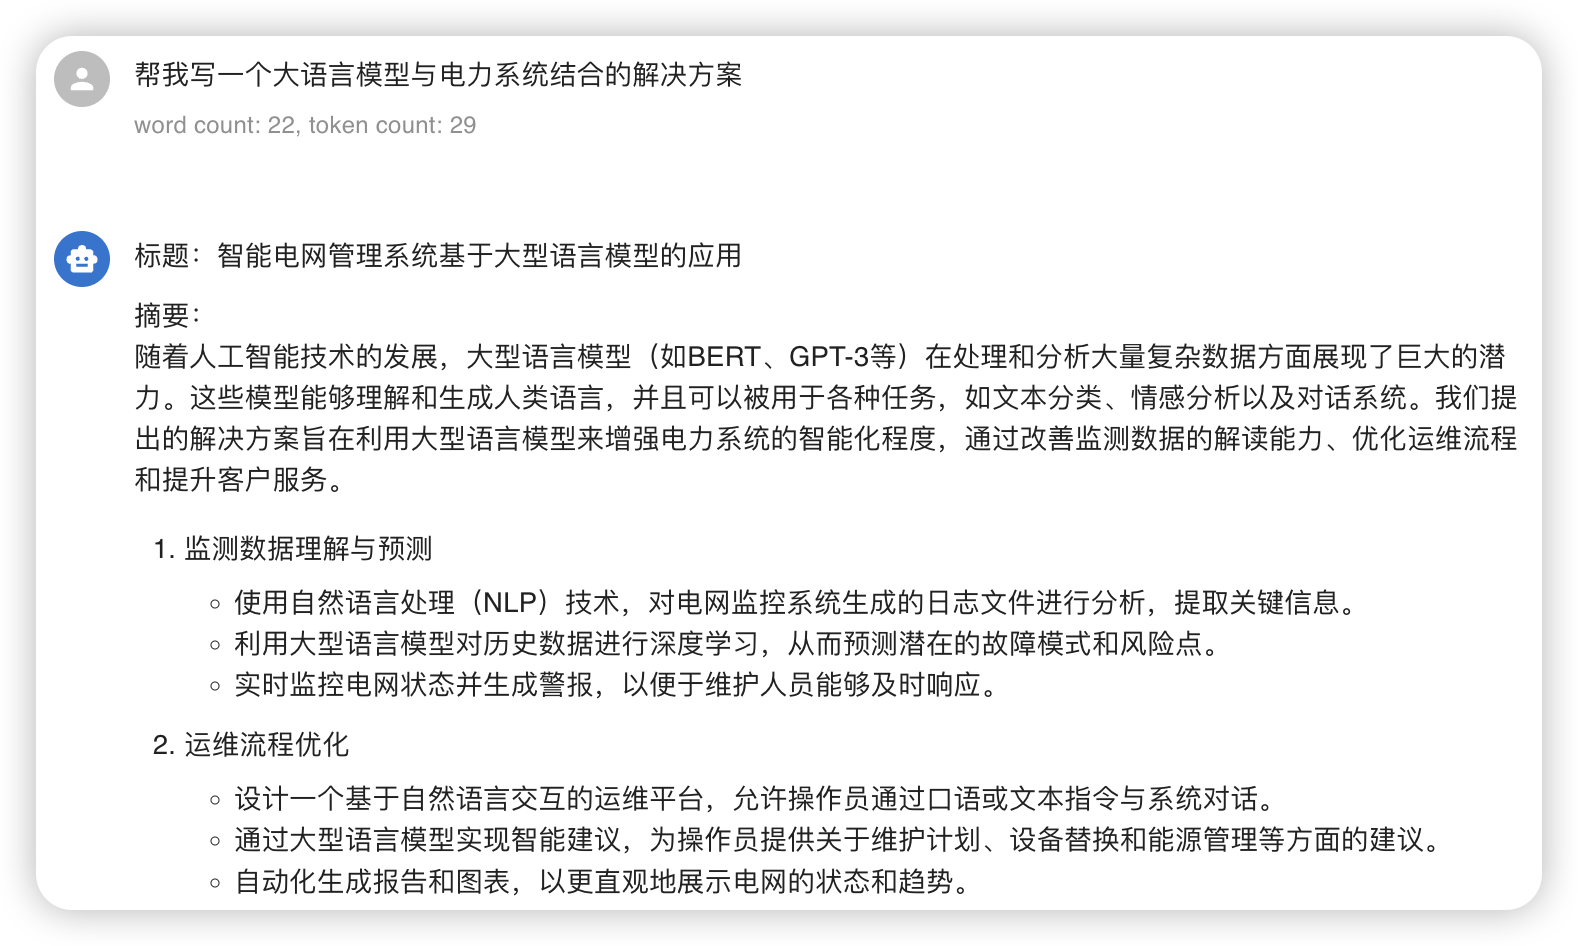 帮我写一个大语言模型与电力系统结合的解决方案
word count: 22, token count: 29
标题：智能电网管理系统基于大型语言模型的应用
摘要：
随着人工智能技术的发展，大型语言模型（如BERT、GPT-3等）在处理和分析大量复杂数据方面展现了巨大的潜
力。这些模型能够理解和生成人类语言，并且可以被用于各种任务，如文本分类、情感分析以及对话系统。我们提
出的解决方案旨在利用大型语言模型来增强电力系统的智能化程度，通过改善监测数据的解读能力、优化运维流程
和提升客户服务。
1. 监测数据理解与预测
◦ 使用自然语言处理（NLP）技术，对电网监控系统生成的日志文件进行分析，提取关键信息。
◦ 利用大型语言模型对历史数据进行深度学习，从而预测潜在的故障模式和风险点。
◦ 实时监控电网状态并生成警报，以便于维护人员能够及时响应。
2. 运维流程优化
◦ 设计一个基于自然语言交互的运维平台，允许操作员通过口语或文本指令与系统对话。
◦ 通过大型语言模型实现智能建议，为操作员提供关于维护计划、设备替换和能源管理等方面的建议。
◦ 自动化生成报告和图表，以更直观地展示电网的状态和趋势。